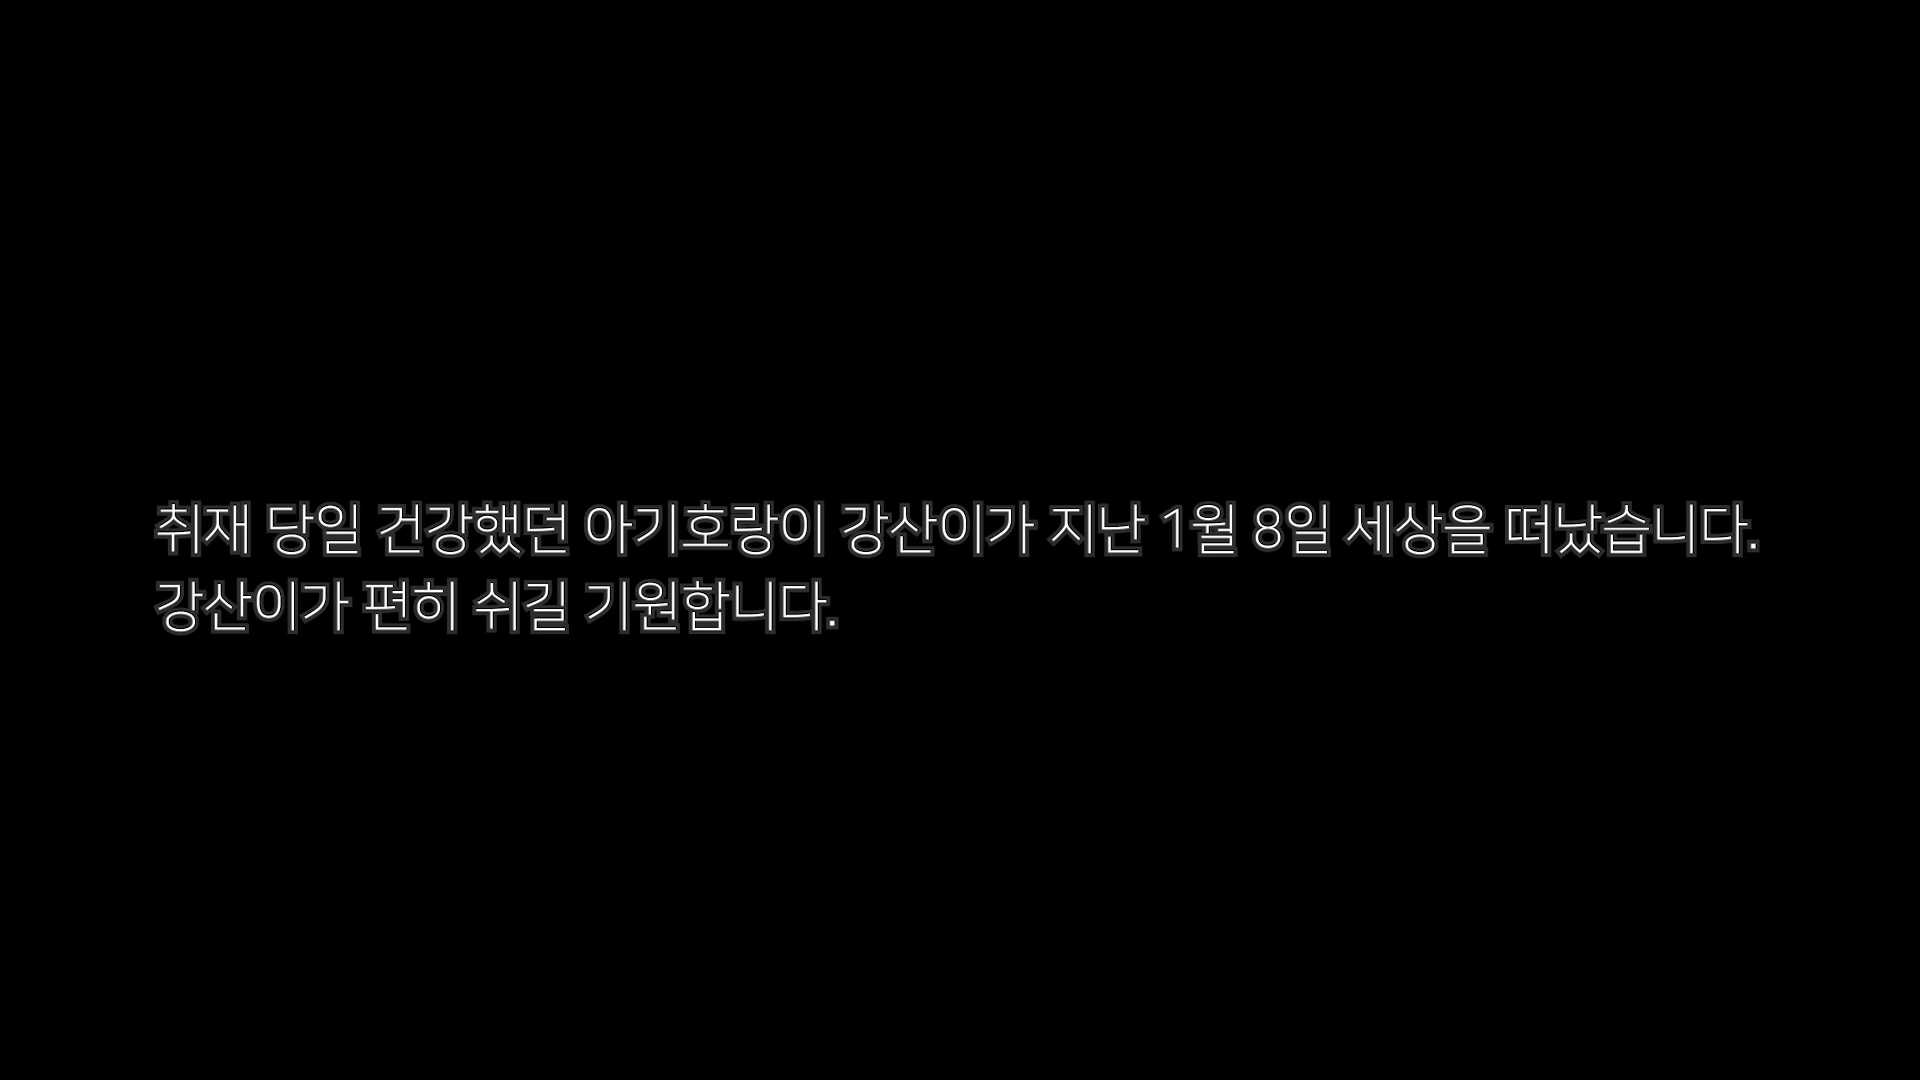 취재 당일 건강했던 아기호랑이 강산이가 지난 1월 8일 세상을 떠났습니다.
강산이가 편히 쉬길 기원합니다.